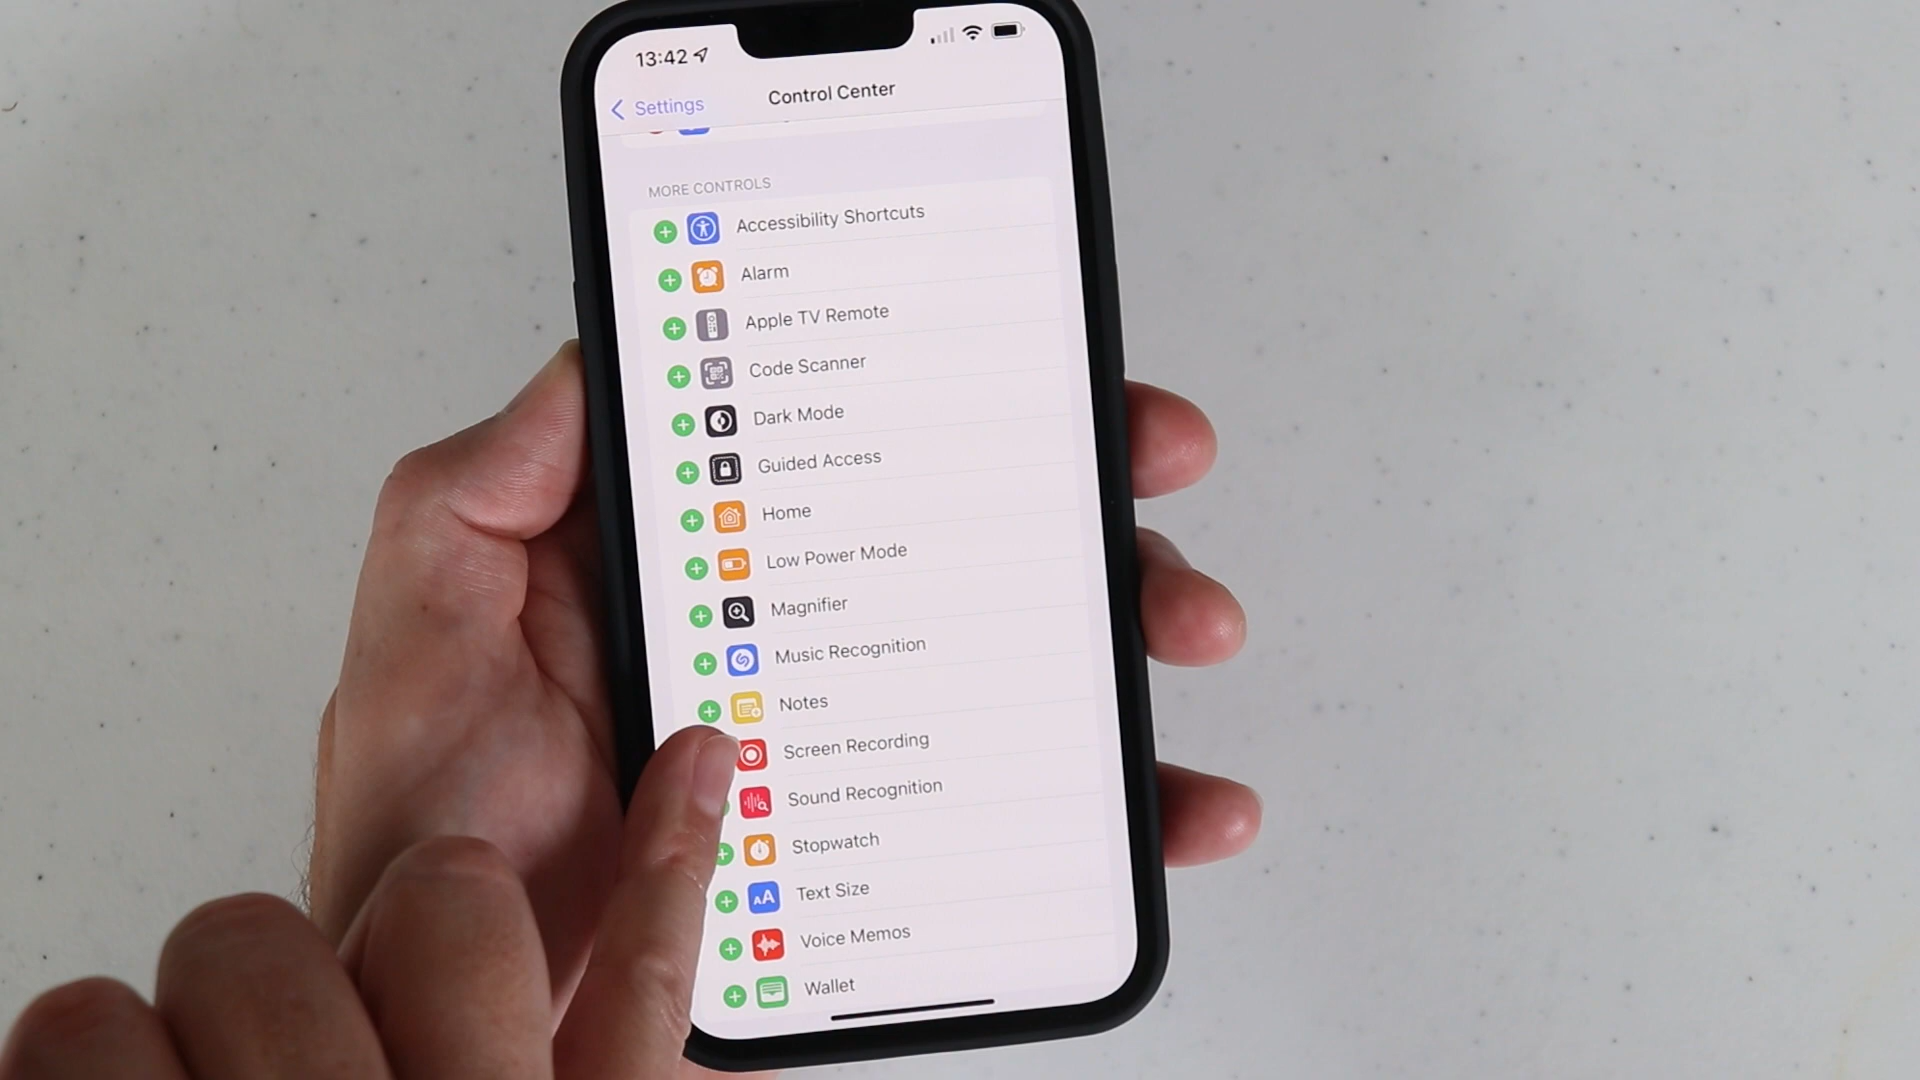 13:42
Settings
Control Center
MORE CONTROLS
Accessibility Shortcuts
Alarm
Apple TV Remote
Code Scanner
Dark Mode
Guided Access
Home
Low Power Mode
Magnifier
Music Recognition
Notes
Screen Recording
Sound Recognition
Stopwatch
AA Text Size
Voice Memos
Wallet